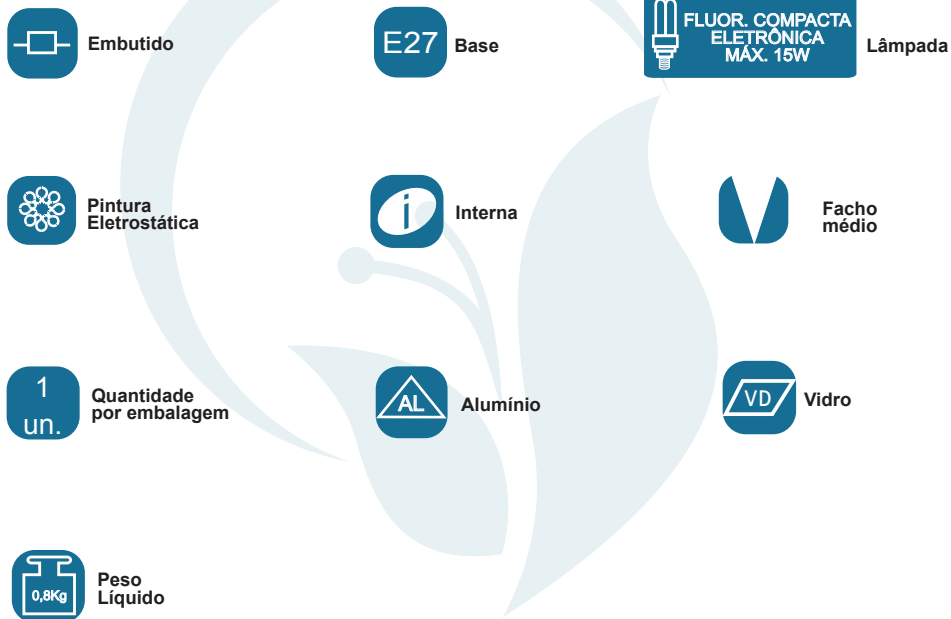 Embutido
E27
Base
FLUOR. COMPACTA
ELETRÔNICA
MÁX. 15W
Lâmpada
Pintura
Eletrostática
i
Interna
Facho
médio
1
un.
Quantidade
por embalagem
AL
Alumínio
VD
Vidro
0,8Kg
Peso
Líquido